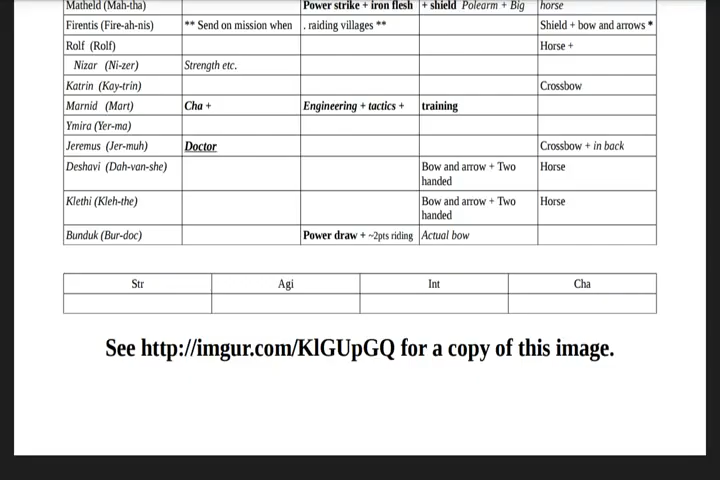 Matheld (Mah-tha) Power strike + iron flesh + shield Polearm + Big horse
Firentis (Fire-ah-nis) ** Send on mission when . raiding villages ** Shield + bow and arrows *
Rolf (Rolf) Horse +
Nizar (Ni-zer) Strength etc.
Katrin (Kay-trin) Crossbow
Marnid (Mart) Cha + Engineering + tactics + training
Ymira (Yer-ma)
Jeremus (Jer-muh) Doctor Crossbow + in back
Deshavi (Dah-van-she) Bow and arrow + Two Horse
handed
Klethi (Kleh-the) Bow and arrow + Two Horse
handed
Bunduk (Bur-doc) Power draw + ~2pts riding Actual bow
Str Agi Int Cha
See http://imgur.com/KlGUpGQ for a copy of this image.